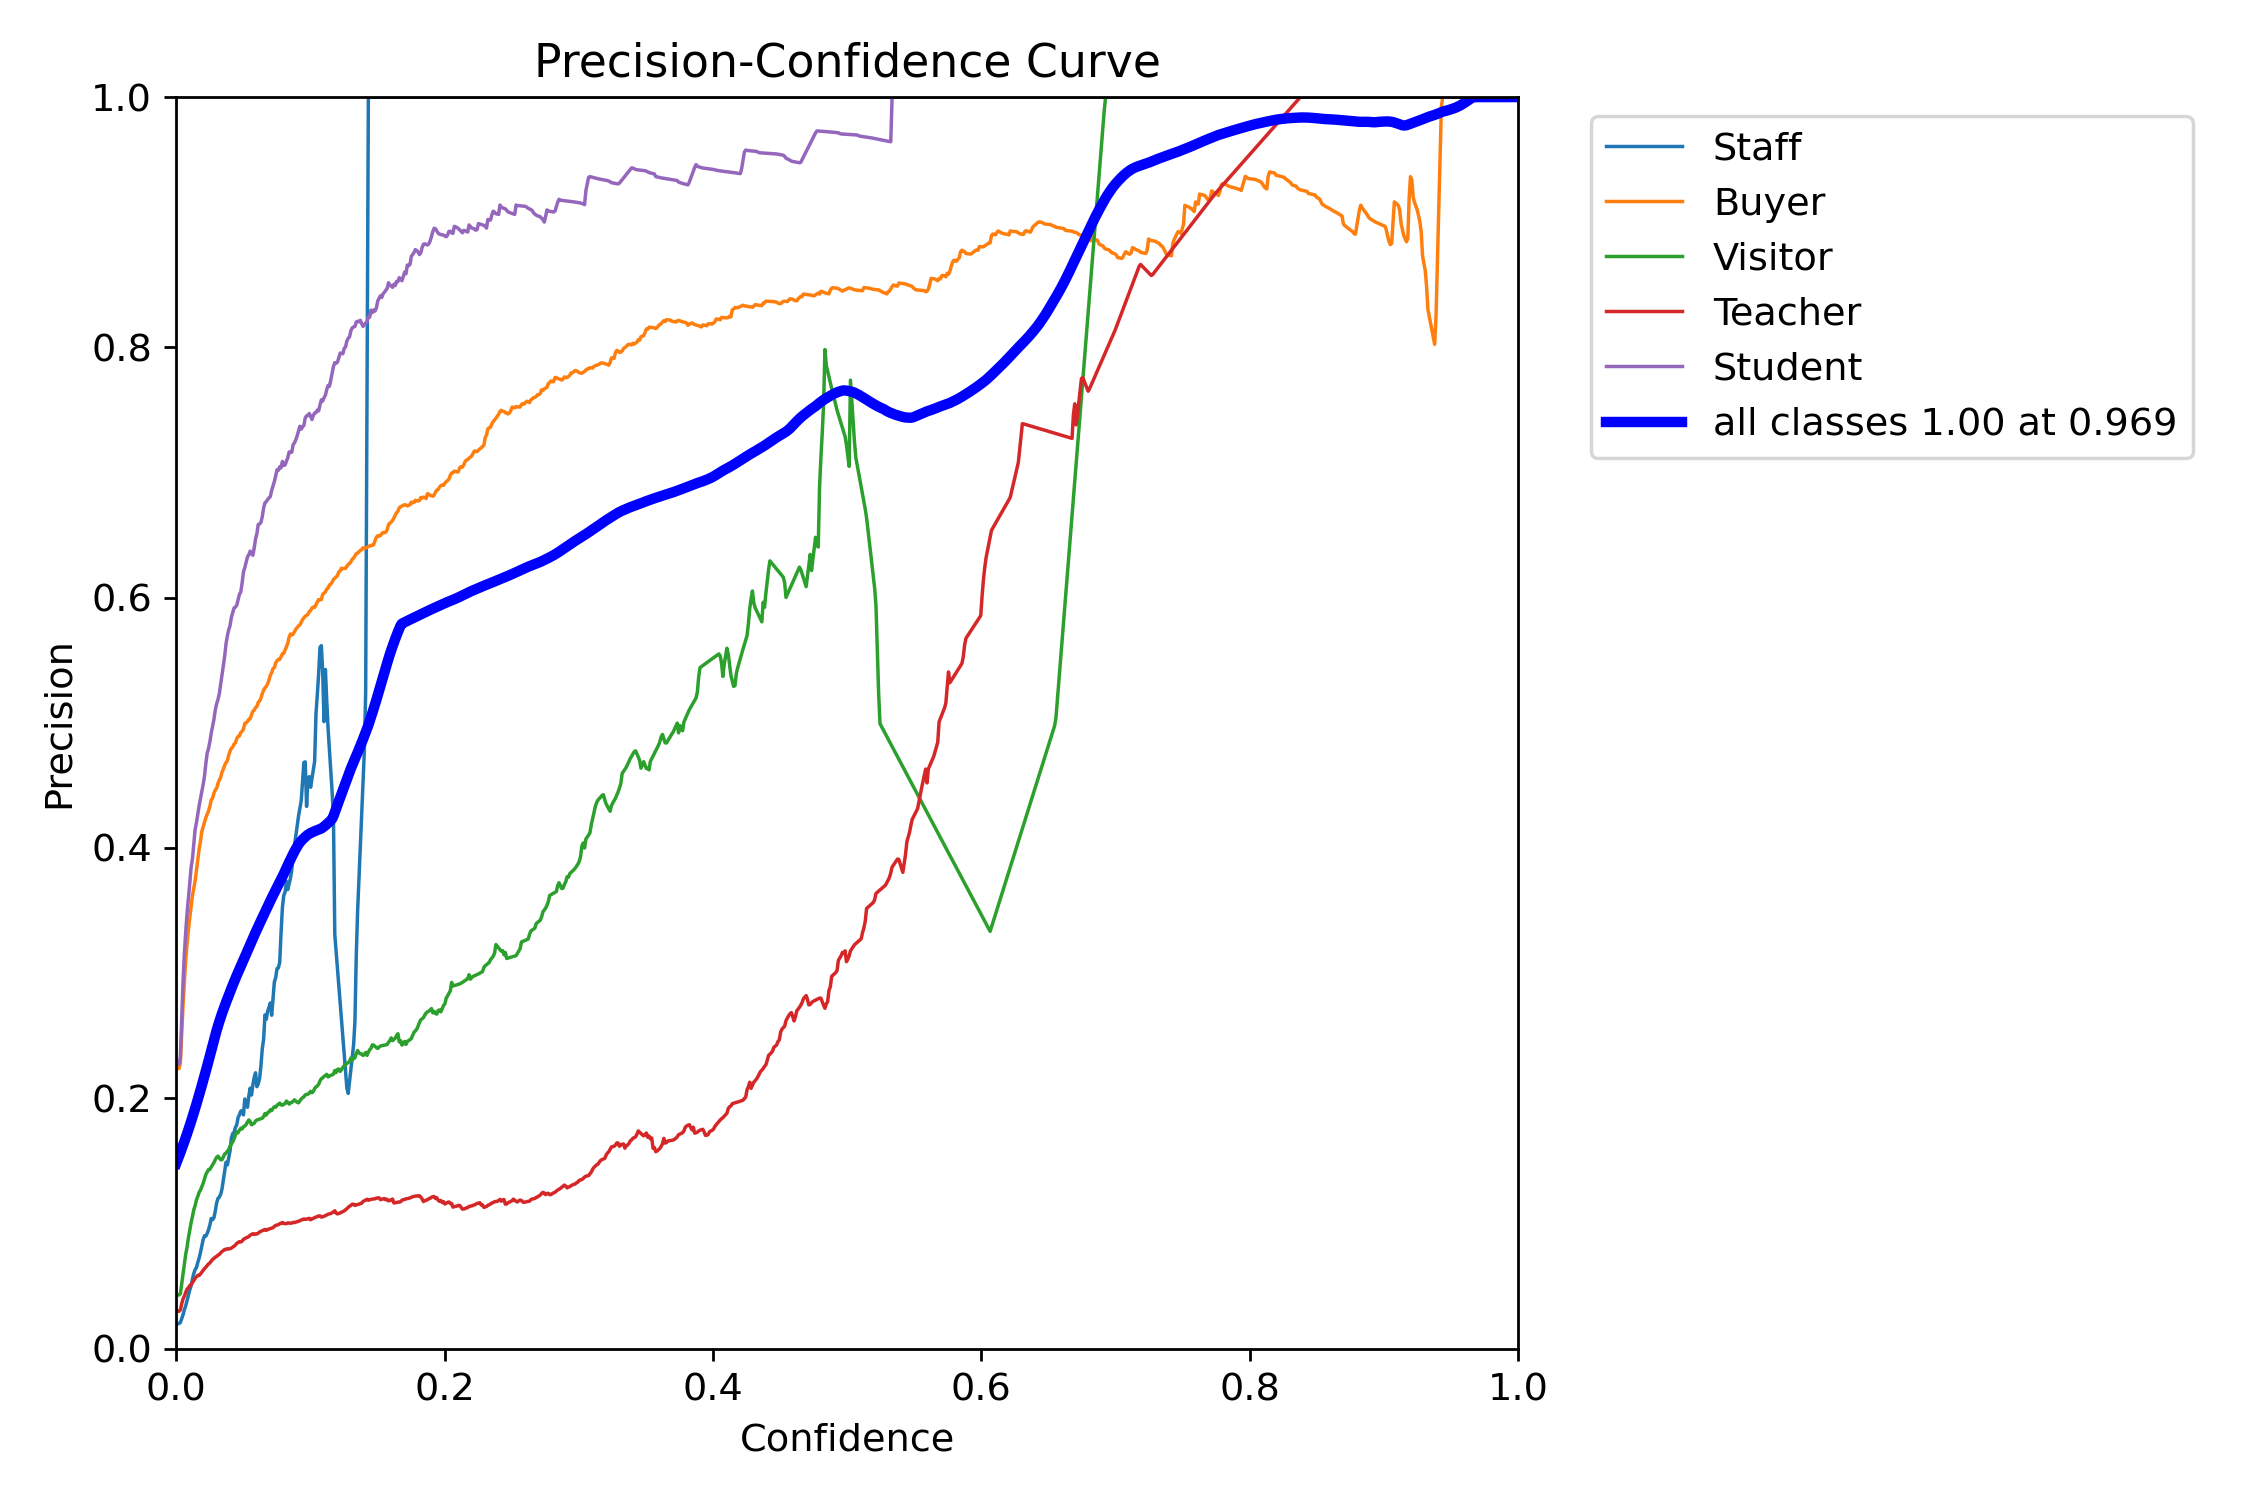 Precision-Confidence Curve
1.0
0.8
0.6
0.4
0.2
0.0
Precision
0.0 0.2 0.4 0.6 0.8 1.0
Confidence
Staff
Buyer
Visitor
Teacher
Student
all classes 1.00 at 0.969